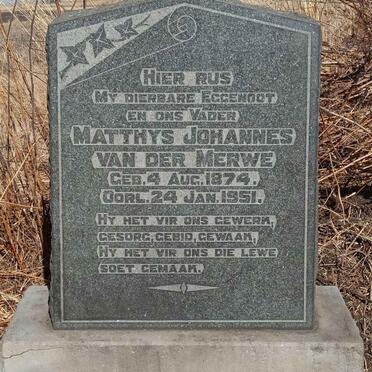 HIER RUS
MY DIERBARE EGGENOOT
EN ONS VADER
MATTHYS JOHANNES
VAN DER MERWE
GEB. 4 AUG. 1874.
OORL. 24 JAN. 1951.
HY HET VIR ONS GEWERK,
GESORG, GEBID, GEWAAK,
HY HET VIR ONS DIE LEWE
SOET GEMAAK.